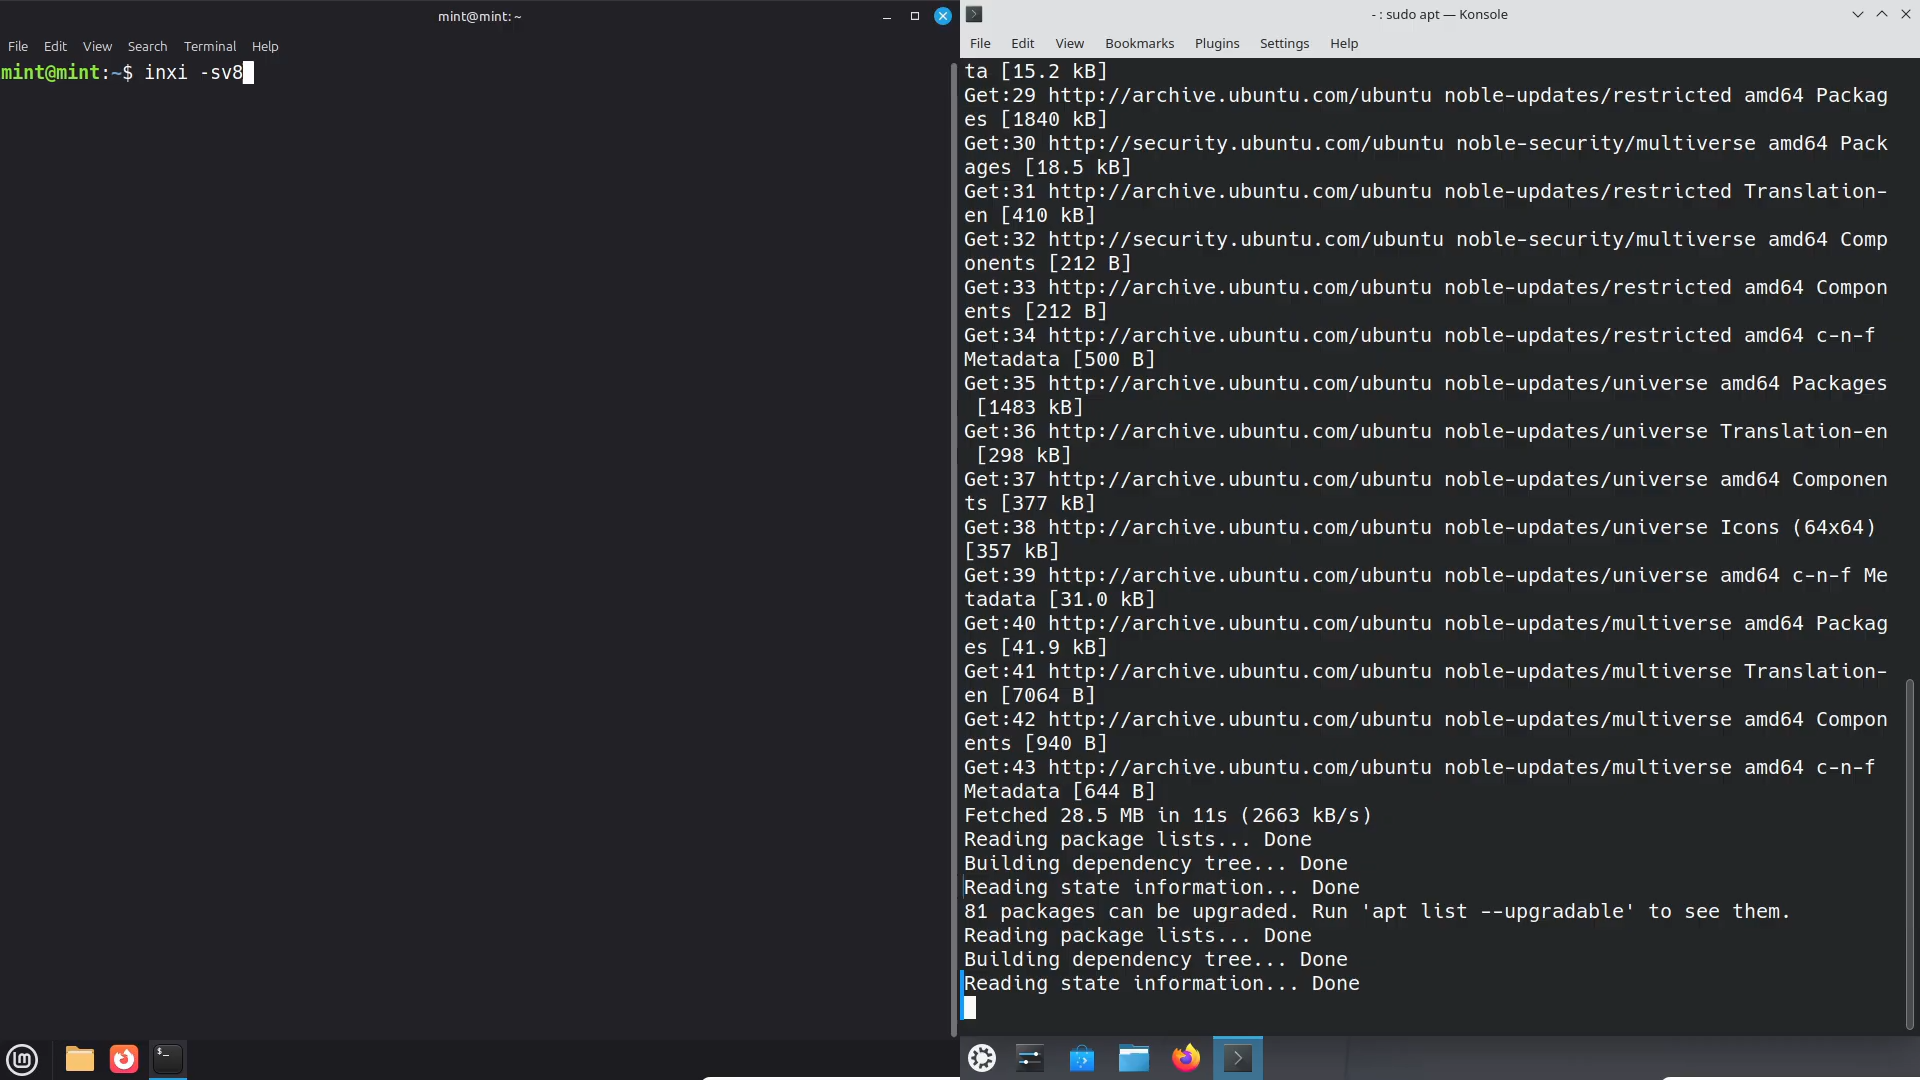 mint@mint: ~
File Edit View Search Terminal Help
mint@mint:~$ inxi -sv8
- : sudo apt — Konsole
File Edit View Bookmarks Plugins Settings Help
ta [15.2 kB]
Get:29 http://archive.ubuntu.com/ubuntu noble-updates/restricted amd64 Packag
es [1840 kB]
Get:30 http://security.ubuntu.com/ubuntu noble-security/multiverse amd64 Pack
ages [18.5 kB]
Get:31 http://archive.ubuntu.com/ubuntu noble-updates/restricted Translation-
en [410 kB]
Get:32 http://security.ubuntu.com/ubuntu noble-security/multiverse amd64 Comp
onents [212 B]
Get:33 http://archive.ubuntu.com/ubuntu noble-updates/restricted amd64 Compon
ents [212 B]
Get:34 http://archive.ubuntu.com/ubuntu noble-updates/restricted amd64 c-n-f
Metadata [500 B]
Get:35 http://archive.ubuntu.com/ubuntu noble-updates/universe amd64 Packages
[1483 kB]
Get:36 http://archive.ubuntu.com/ubuntu noble-updates/universe Translation-en
[298 kB]
Get:37 http://archive.ubuntu.com/ubuntu noble-updates/universe amd64 Componen
ts [377 kB]
Get:38 http://archive.ubuntu.com/ubuntu noble-updates/universe Icons (64x64)
[357 kB]
Get:39 http://archive.ubuntu.com/ubuntu noble-updates/universe amd64 c-n-f Me
tadata [31.0 kB]
Get:40 http://archive.ubuntu.com/ubuntu noble-updates/multiverse amd64 Packag
es [41.9 kB]
Get:41 http://archive.ubuntu.com/ubuntu noble-updates/multiverse Translation-
en [7064 B]
Get:42 http://archive.ubuntu.com/ubuntu noble-updates/multiverse amd64 Compon
ents [940 B]
Get:43 http://archive.ubuntu.com/ubuntu noble-updates/multiverse amd64 c-n-f
Metadata [644 B]
Fetched 28.5 MB in 11s (2663 kB/s)
Reading package lists... Done
Building dependency tree... Done
Reading state information... Done
81 packages can be upgraded. Run 'apt list --upgradable' to see them.
Reading package lists... Done
Building dependency tree... Done
Reading state information... Done